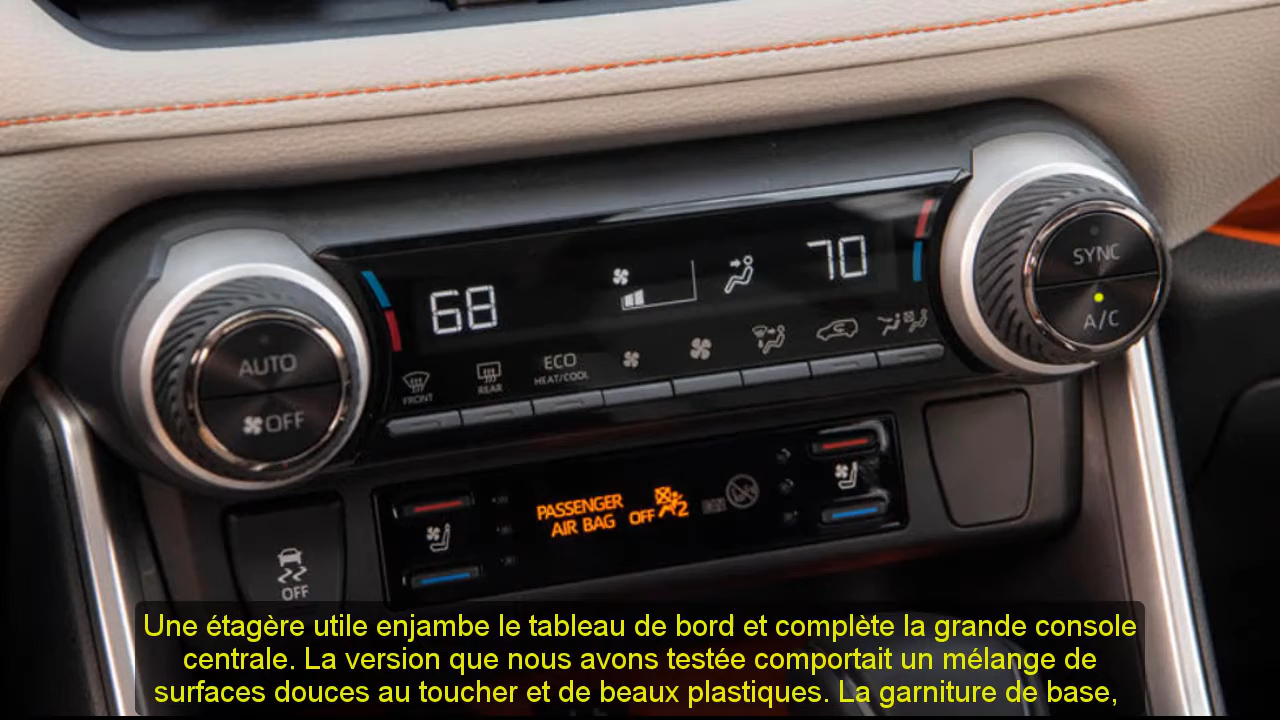 68
70
SYNC
A/C
AUTO
OFF
FRONT
REAR
ECO
HEAT/COOL
PASSENGER
AIR BAG OFF 2
OFF
Une étagère utile enjambe le tableau de bord et complète la grande console
centrale. La version que nous avons testée comportait un mélange de
surfaces douces au toucher et de beaux plastiques. La garniture de base,